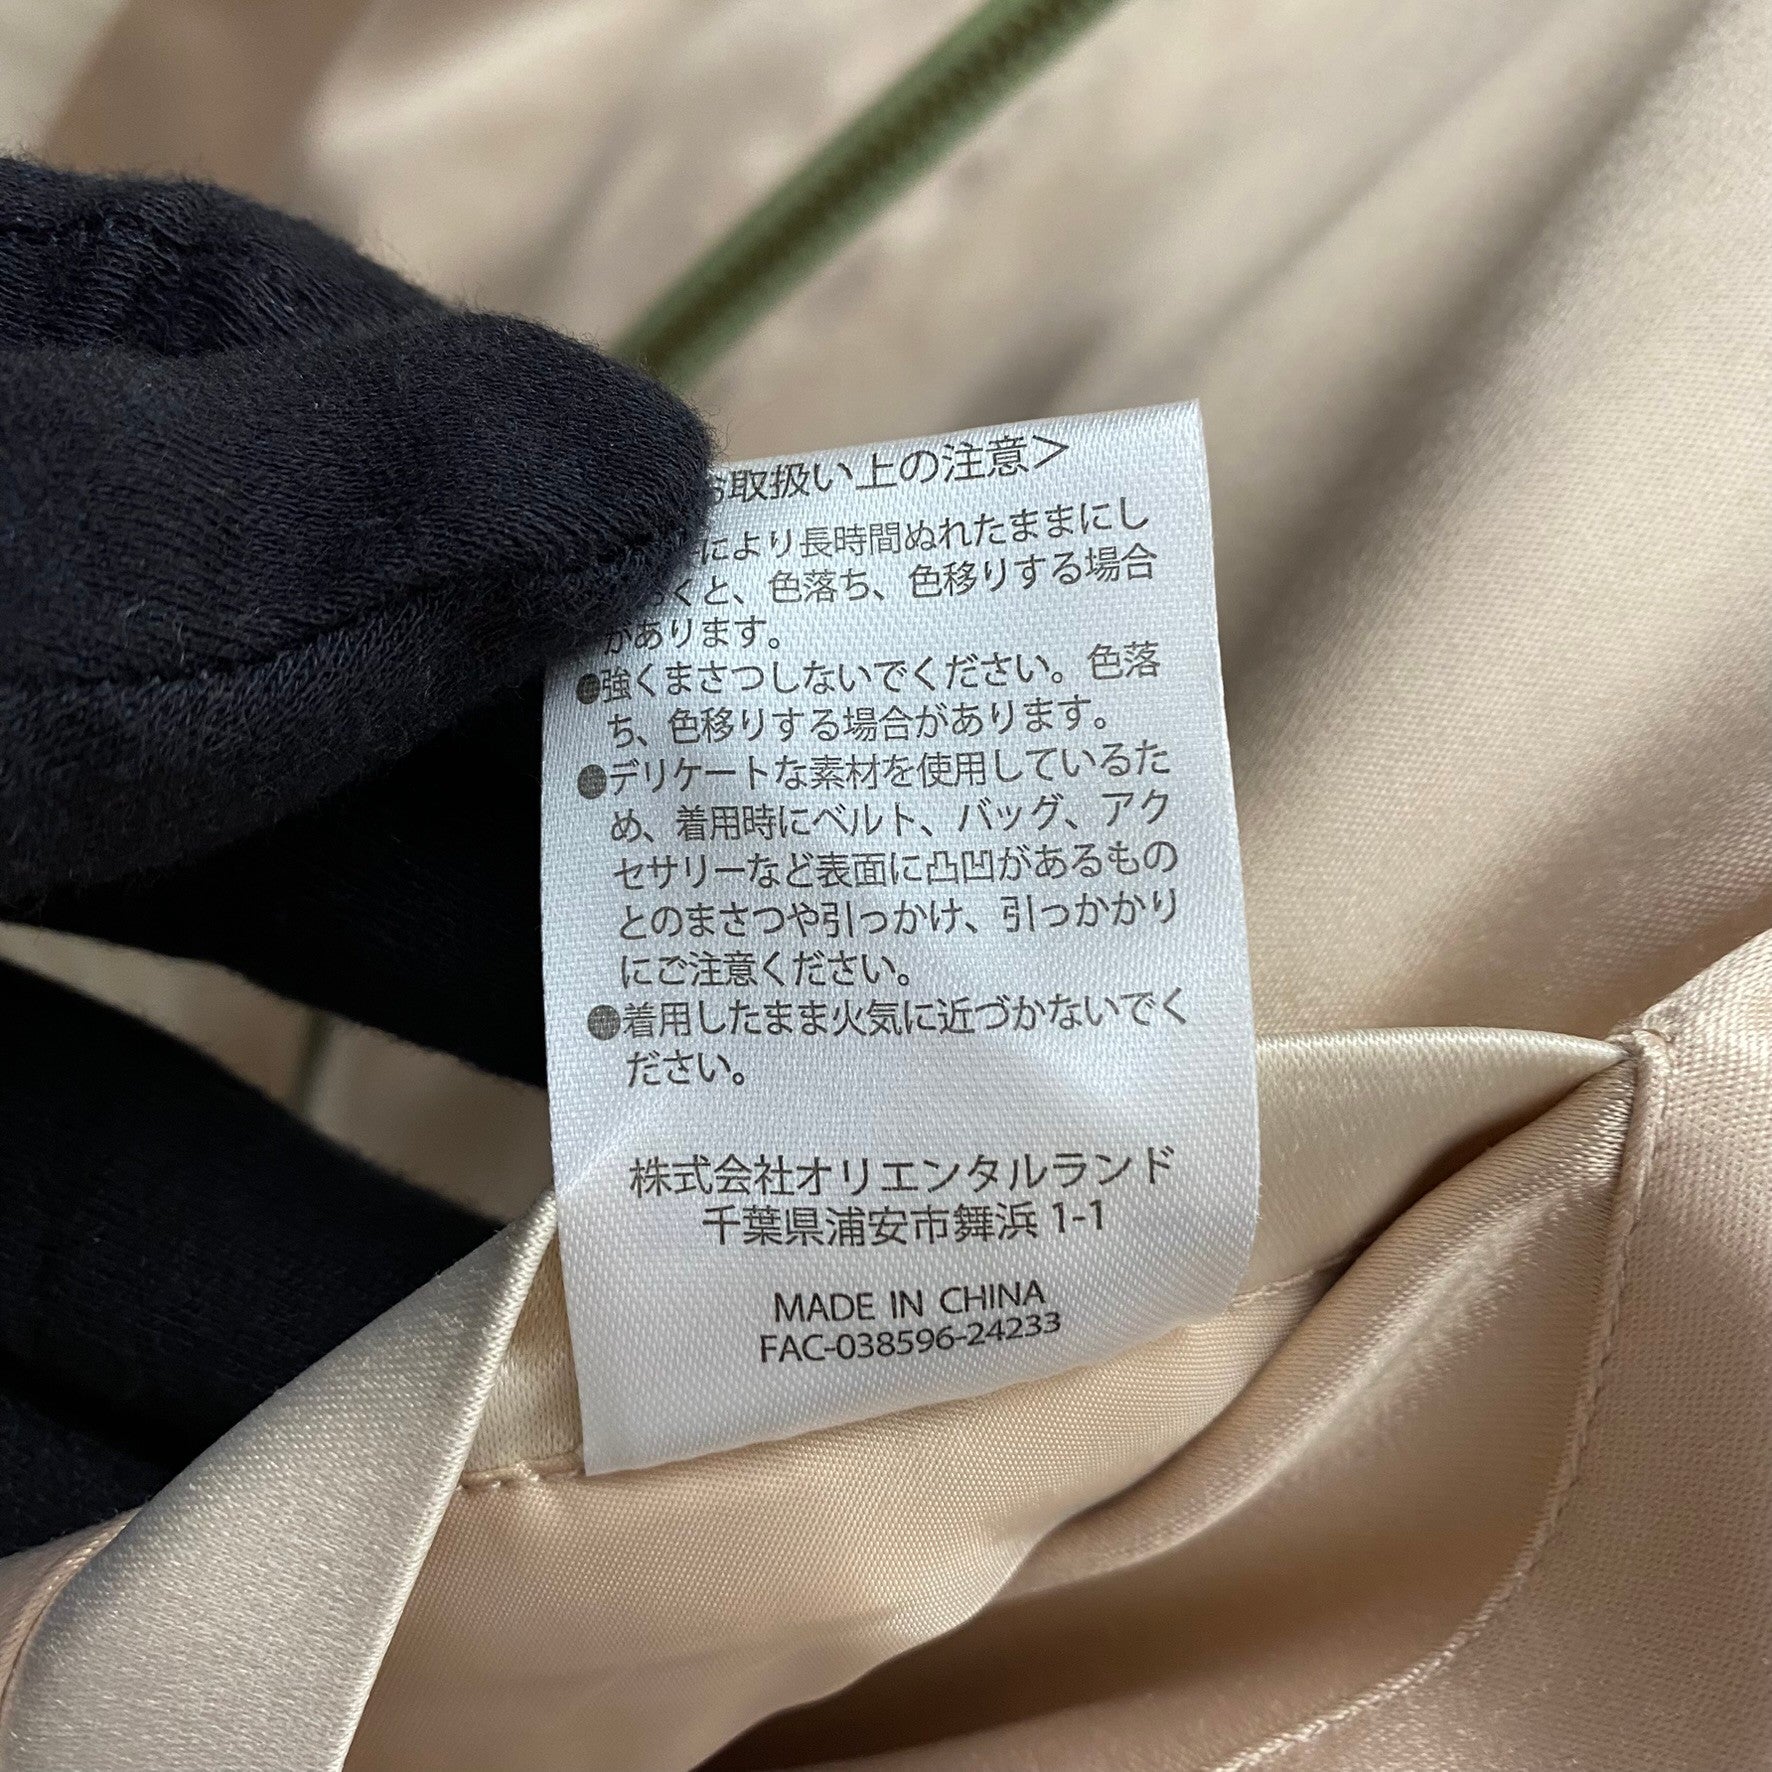 お取扱い上の注意>
により長時間ぬれたままにし
くと、色落ち、色移りする場合
があります。
●強くまさつしないでください。色落
ち、色移りする場合があります。
●デリケートな素材を使用しているた
め、着用時にベルト、バッグ、アク
セサリーなど表面に凸凹があるもの
とのまさつや引っかけ、引っかかり
にご注意ください。
●着用したまま火気に近づかないでく
ださい。
株式会社オリエンタルランド
千葉県浦安市舞浜 1-1
MADE IN CHINA
FAC-038596-24233